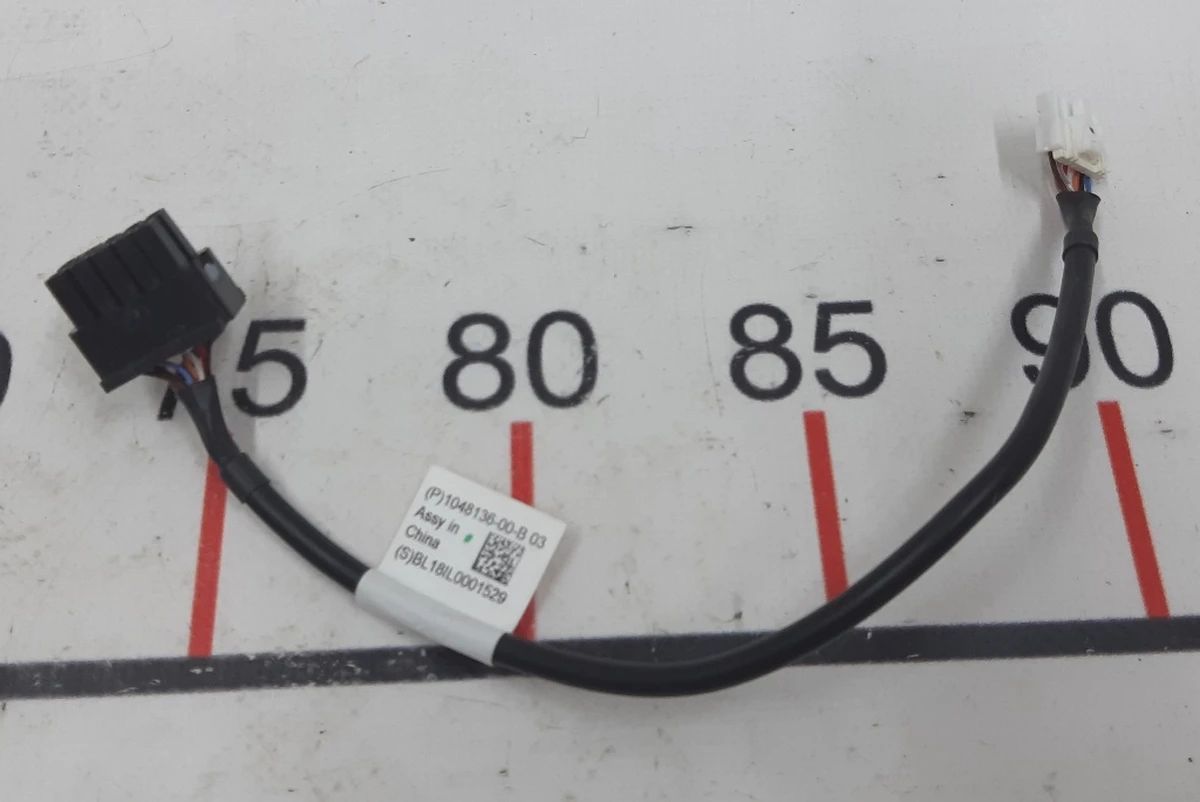 75 80 85 90
(P)1048136-00-B 03
Assy in
China
(S)BL18IL0001529